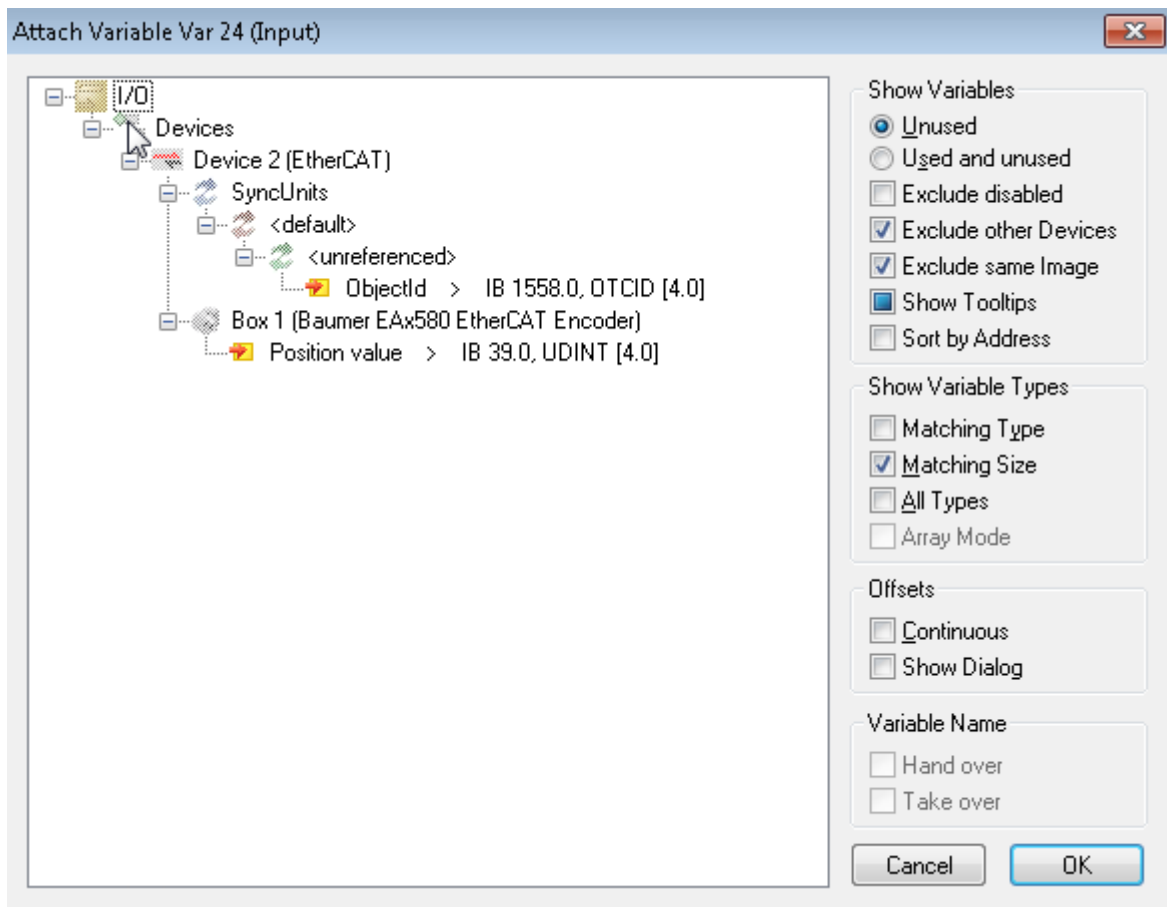 Attach Variable Var 24 (Input)
I/O
Devices
Device 2 (EtherCAT)
SyncUnits
<default>
<unreferenced>
ObjectId > IB 1558.0, OTCID [4.0]
Box 1 (Baumer EAx580 EtherCAT Encoder)
Position value > IB 39.0, UDINT [4.0]
Show Variables
Unused
Used and unused
Exclude disabled
Exclude other Devices
Exclude same Image
Show Tooltips
Sort by Address
Show Variable Types
Matching Type
Matching Size
All Types
Array Mode
Offsets
Continuous
Show Dialog
Variable Name
Hand over
Take over
Cancel
OK